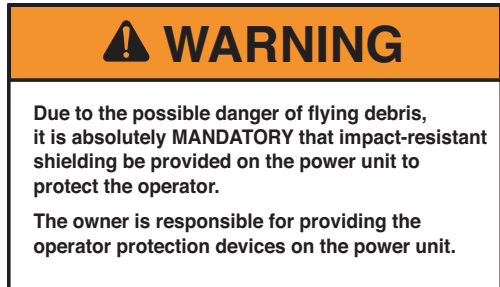 WARNING
Due to the possible danger of flying debris,
it is absolutely MANDATORY that impact-resistant
shielding be provided on the power unit to
protect the operator.
The owner is responsible for providing the
operator protection devices on the power unit.